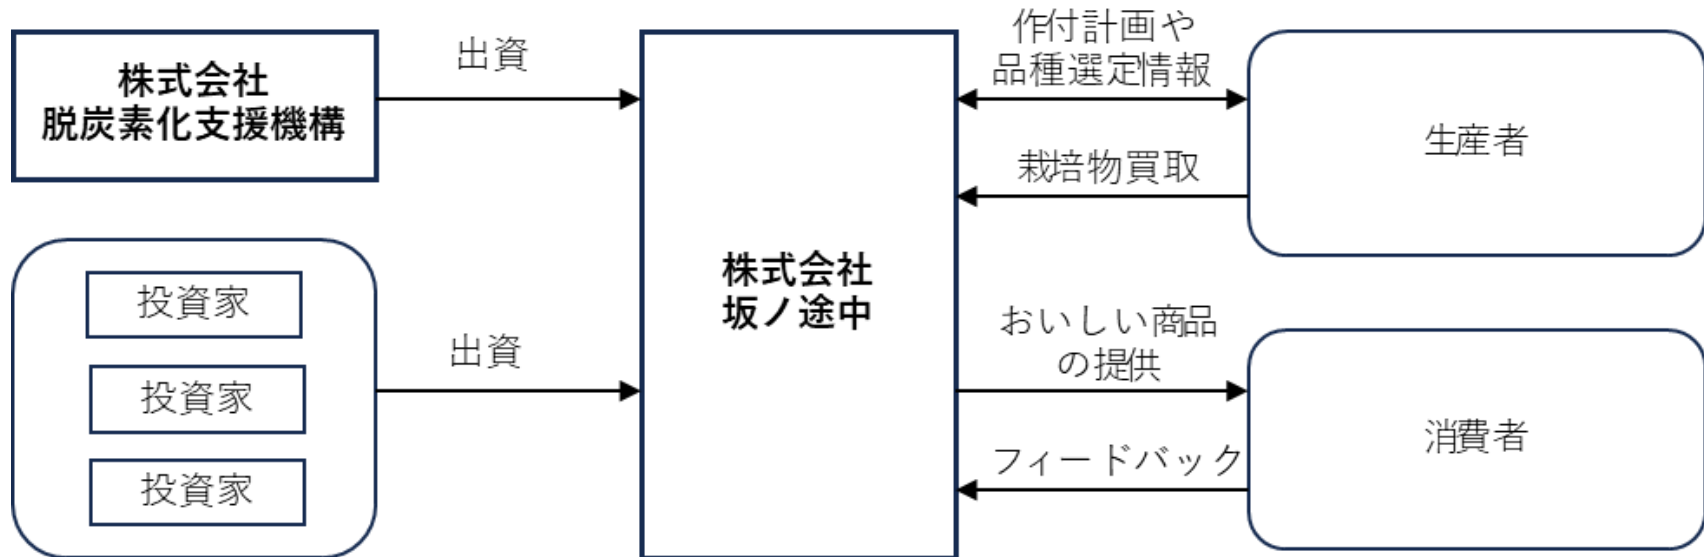 株式会社
脱炭素化支援機構
出資
投資家
投資家
投資家
出資
株式会社
坂ノ途中
作付計画や
品種選定情報
栽培物買取
生産者
おいしい商品
の提供
フィードバック
消費者